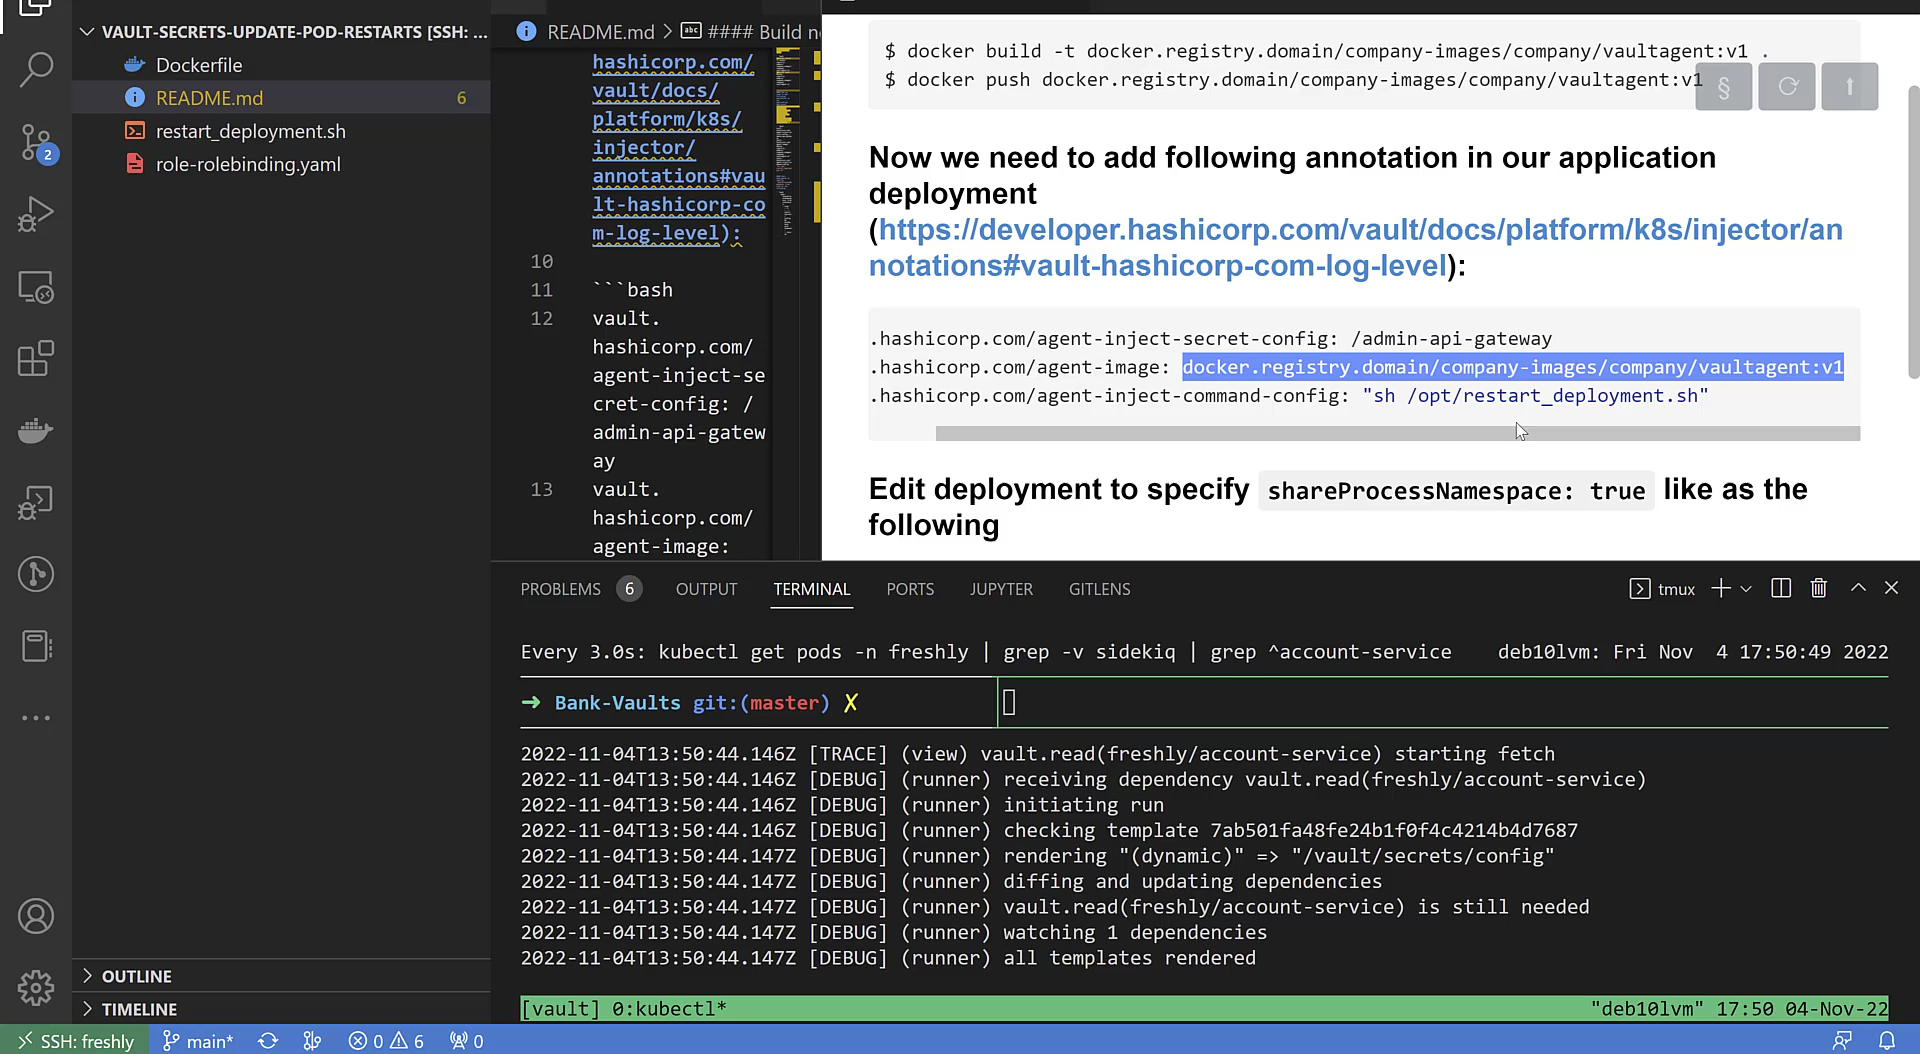 VAULT-SECRETS-UPDATE-POD-RESTARTS [SSH: ...
Dockerfile
README.md 6
restart_deployment.sh
role-rolebinding.yaml
2
OUTLINE
TIMELINE
README.md > #### Build n
hashicorp.com/
vault/docs/
platform/k8s/
injector/
annotations#vau
lt-hashicorp-co
m-log-level):
10
11 ```bash
12 vault.
hashicorp.com/
agent-inject-se
cret-config: /
admin-api-gatew
ay
13 vault.
hashicorp.com/
agent-image:
$ docker build -t docker.registry.domain/company-images/company/vaultagent:v1 .
$ docker push docker.registry.domain/company-images/company/vaultagent:v1
§
Now we need to add following annotation in our application
deployment
(https://developer.hashicorp.com/vault/docs/platform/k8s/injector/an
notations#vault-hashicorp-com-log-level):
.hashicorp.com/agent-inject-secret-config: /admin-api-gateway
.hashicorp.com/agent-image: docker.registry.domain/company-images/company/vaultagent:v1
.hashicorp.com/agent-inject-command-config: "sh /opt/restart_deployment.sh"
Edit deployment to specify shareProcessNamespace: true like as the
following
PROBLEMS 6 OUTPUT TERMINAL PORTS JUPYTER GITLENS tmux
Every 3.0s: kubectl get pods -n freshly | grep -v sidekiq | grep ^account-service deb10lvm: Fri Nov 4 17:50:49 2022
➜ Bank-Vaults git:(master) ✗
2022-11-04T13:50:44.146Z [TRACE] (view) vault.read(freshly/account-service) starting fetch
2022-11-04T13:50:44.146Z [DEBUG] (runner) receiving dependency vault.read(freshly/account-service)
2022-11-04T13:50:44.146Z [DEBUG] (runner) initiating run
2022-11-04T13:50:44.146Z [DEBUG] (runner) checking template 7ab501fa48fe24b1f0f4c4214b4d7687
2022-11-04T13:50:44.147Z [DEBUG] (runner) rendering "(dynamic)" => "/vault/secrets/config"
2022-11-04T13:50:44.147Z [DEBUG] (runner) diffing and updating dependencies
2022-11-04T13:50:44.147Z [DEBUG] (runner) vault.read(freshly/account-service) is still needed
2022-11-04T13:50:44.147Z [DEBUG] (runner) watching 1 dependencies
2022-11-04T13:50:44.147Z [DEBUG] (runner) all templates rendered
[vault] 0:kubectl* "deb10lvm" 17:50 04-Nov-22
SSH: freshly main* 0 6 0